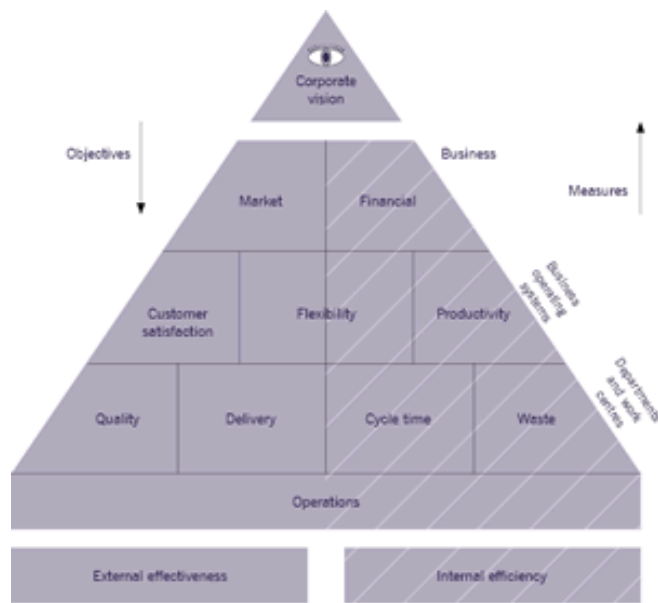 Corporate
vision
Objectives
Business
Measures
Market
Financial
Business
operating
systems
Customer
satisfaction
Flexibility
Productivity
Departments
and work
centres
Quality
Delivery
Cycle time
Waste
Operations
External effectiveness
Internal efficiency